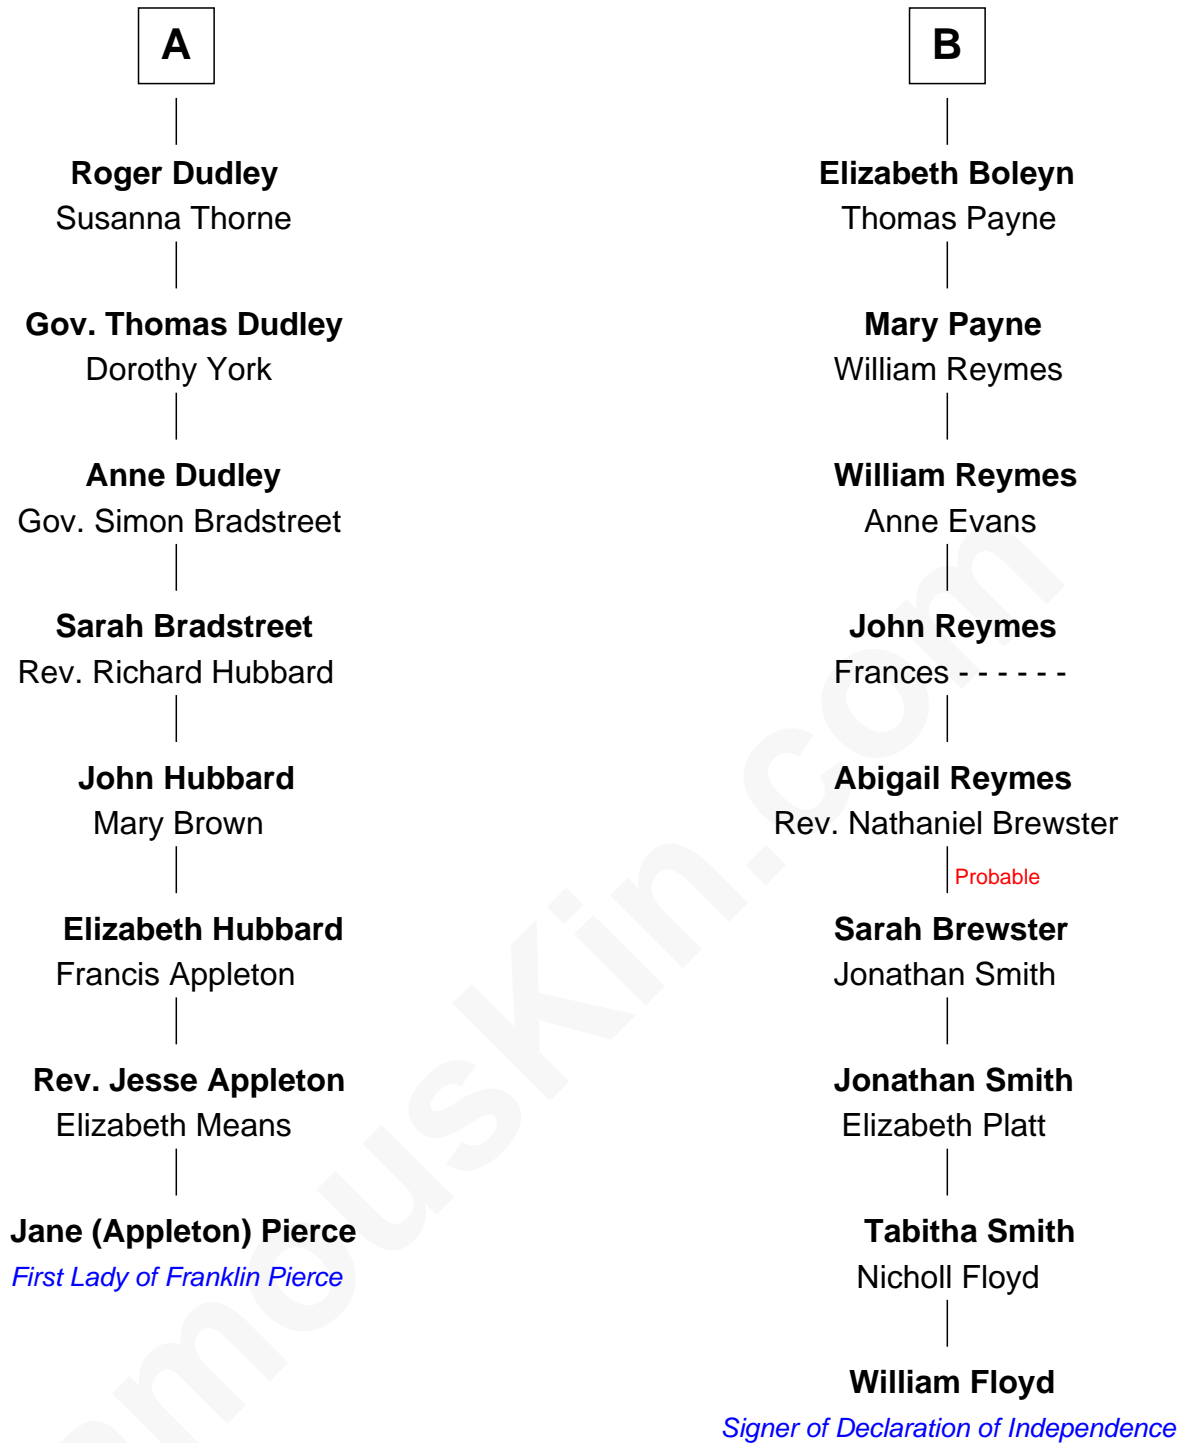 A
Roger Dudley
Susanna Thorne
Gov. Thomas Dudley
Dorothy York
Anne Dudley
Gov. Simon Bradstreet
Sarah Bradstreet
Rev. Richard Hubbard
John Hubbard
Mary Brown
Elizabeth Hubbard
Francis Appleton
Rev. Jesse Appleton
Elizabeth Means
Jane (Appleton) Pierce
First Lady of Franklin Pierce
B
Elizabeth Boleyn
Thomas Payne
Mary Payne
William Reymes
William Reymes
Anne Evans
John Reymes
Frances - - - - - -
Abigail Reymes
Rev. Nathaniel Brewster
Probable
Sarah Brewster
Jonathan Smith
Jonathan Smith
Elizabeth Platt
Tabitha Smith
Nicholl Floyd
William Floyd
Signer of Declaration of Independence
amouskin.com